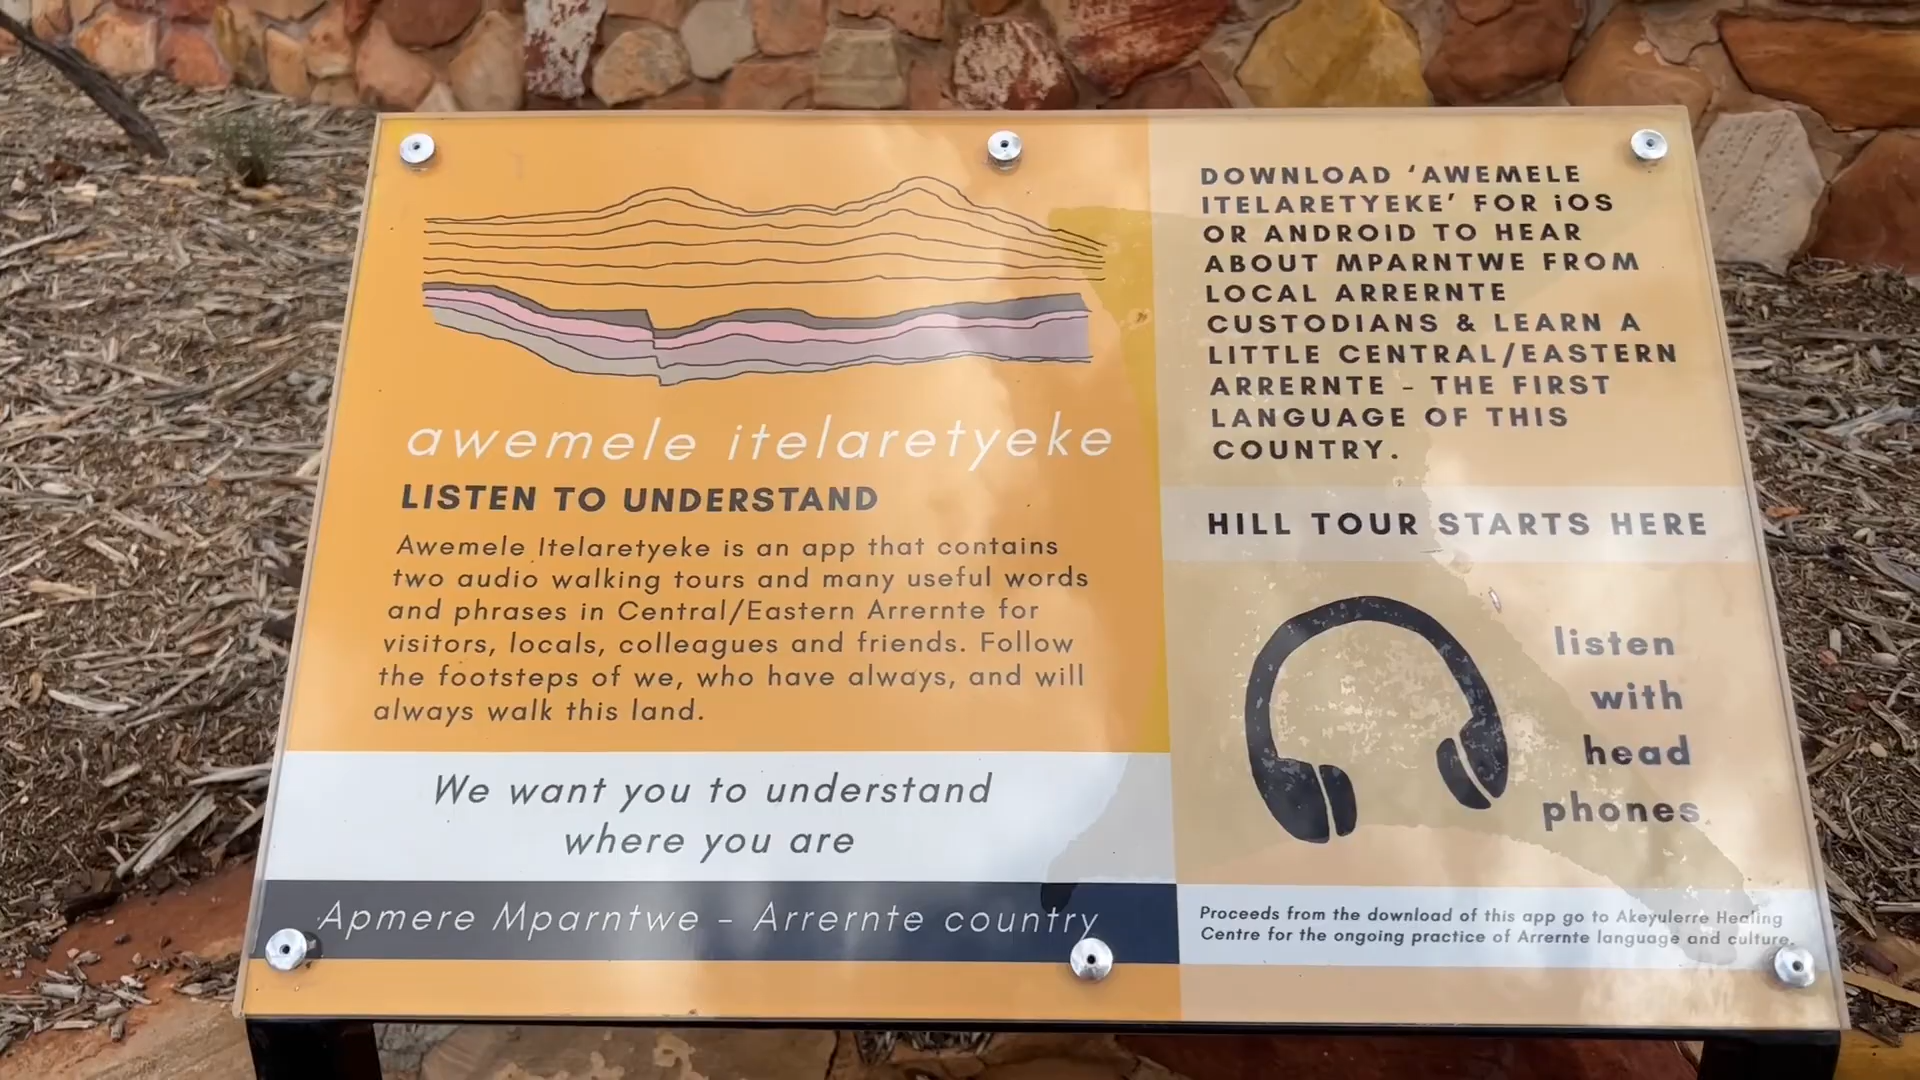 awemele itelaretyeke
LISTEN TO UNDERSTAND
Awemele Itelaretyeke is an app that contains
two audio walking tours and many useful words
and phrases in Central/Eastern Arrernte for
visitors, locals, colleagues and friends. Follow
the footsteps of we, who have always, and will
always walk this land.
We want you to understand
where you are
Apmere Mparntwe – Arrernte country
DOWNLOAD ‘AWEMELE
ITELARETYEKE’ FOR iOS
OR ANDROID TO HEAR
ABOUT MPARNTWE FROM
LOCAL ARRERNTE
CUSTODIANS & LEARN A
LITTLE CENTRAL/EASTERN
ARRERNTE – THE FIRST
LANGUAGE OF THIS
COUNTRY.
HILL TOUR STARTS HERE
listen
with
head
phones
Proceeds from the download of this app go to Akeyulerre Healing
Centre for the ongoing practice of Arrernte language and culture.